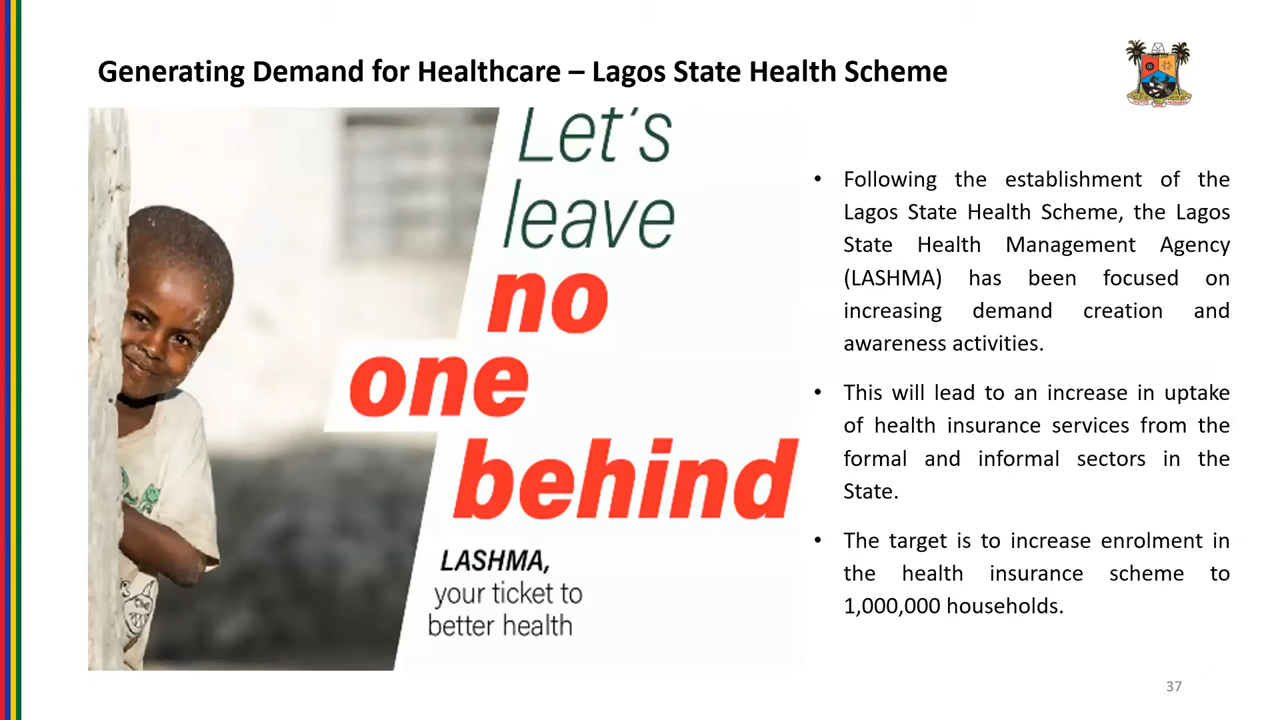 Generating Demand for Healthcare – Lagos State Health Scheme
Let's
leave
no
one
behind
LASHMA,
your ticket to
better health
• Following the establishment of the
Lagos State Health Scheme, the Lagos
State Health Management Agency
(LASHMA) has been focused on
increasing demand creation and
awareness activities.
• This will lead to an increase in uptake
of health insurance services from the
formal and informal sectors in the
State.
• The target is to increase enrolment in
the health insurance scheme to
1,000,000 households.
37